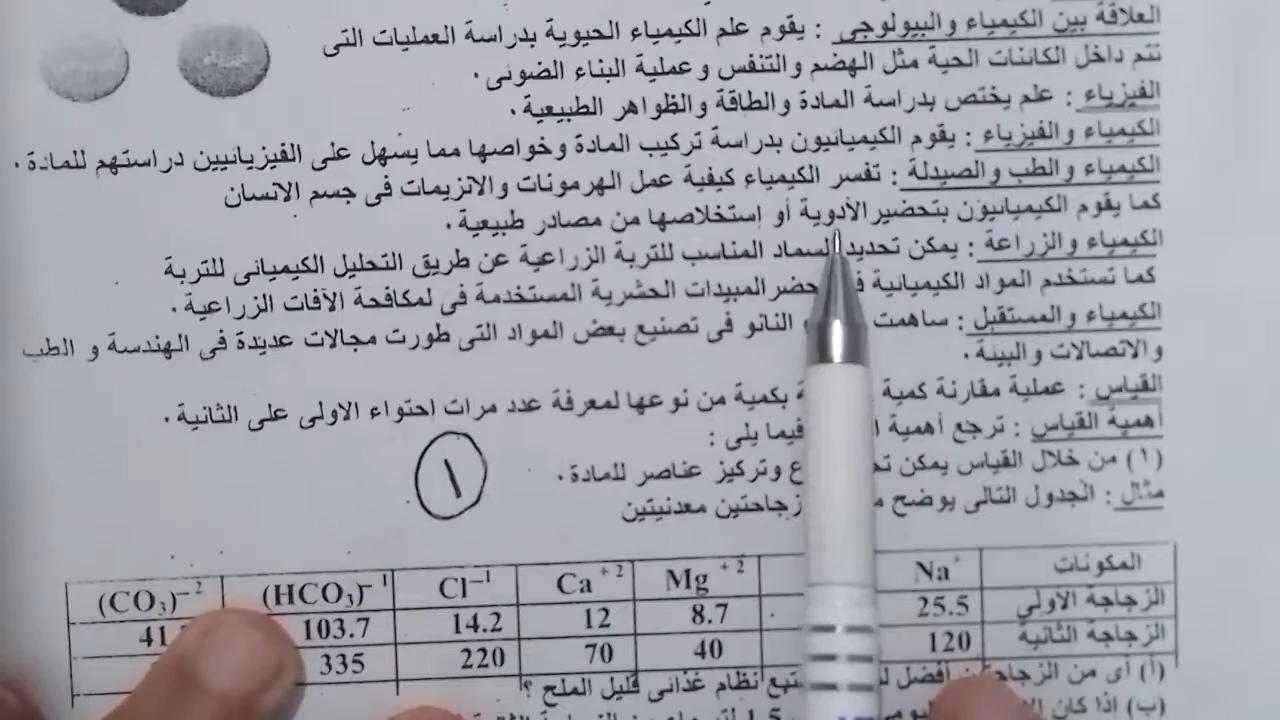 العلاقة بين الكيمياء والبيولوجى : يقوم علم الكيمياء الحيوية بدراسة العمليات التى
تتم داخل الكائنات الحية مثل الهضم والتنفس وعملية البناء الضوئى .
الفيزياء : علم يختص بدراسة المادة والطاقة والظواهر الطبيعية .
الكيمياء والفيزياء : يقوم الكيميائيون بدراسة تركيب المادة وخواصها مما يسهل على الفيزيائيين دراستهم للمادة .
الكيمياء والطب والصيدلة : تفسر الكيمياء كيفية عمل الهرمونات والانزيمات فى جسم الانسان
كما يقوم الكيميائيون بتحضير الأدوية أو إستخلاصها من مصادر طبيعية .
الكيمياء والزراعة : يمكن تحديد السماد المناسب للتربة الزراعية عن طريق التحليل الكيميائى للتربة
كما تستخدم المواد الكيميائية المبيدات الحشرية المستخدمة فى لمكافحة الآفات الزراعية .
الكيمياء والمستقبل : ساهمت النانو فى تصنيع بعض المواد التى طورت مجالات عديدة فى الهندسة و الطب
والاتصالات والبيئة .
القياس : عملية مقارنة كمية بكمية من نوعها لمعرفة عدد مرات احتواء الاولى على الثانية .
أهمية القياس : ترجع أهمية فيما يلى :
(١) من خلال القياس يمكن وتركيز عناصر للمادة .
مثال : الجدول التالى يوضح زجاجتين معدنيتين
١
المكونات Na⁺ Mg⁺² Ca⁺² Cl⁻¹ (HCO₃)⁻¹ (CO₃)⁻²
الزجاجة الاولي 25.5 8.7 12 14.2 103.7
الزجاجة الثانية 120 40 70 220 335
(أ) أى من الزجاجتين أفضل نظام غذائى قليل الملح ؟
(ب) اذا كان